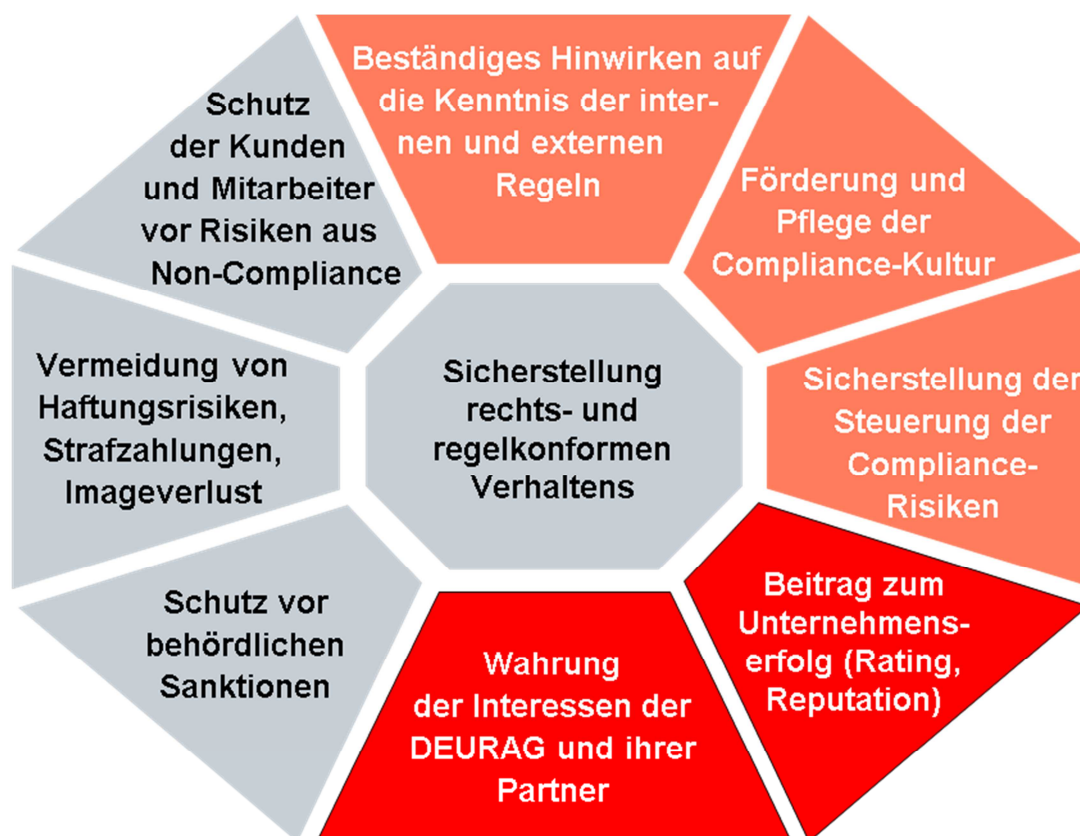 Beständiges Hinwirken auf
die Kenntnis der inter-
nen und externen
Regeln
Förderung und
Pflege der
Compliance-Kultur
Sicherstellung der
Steuerung der
Compliance-
Risiken
Beitrag zum
Unternehmens-
erfolg (Rating,
Reputation)
Wahrung
der Interessen der
DEURAG und ihrer
Partner
Schutz vor
behördlichen
Sanktionen
Vermeidung von
Haftungsrisiken,
Strafzahlungen,
Imageverlust
Schutz
der Kunden
und Mitarbeiter
vor Risiken aus
Non-Compliance
Sicherstellung
rechts- und
regelkonformen
Verhaltens